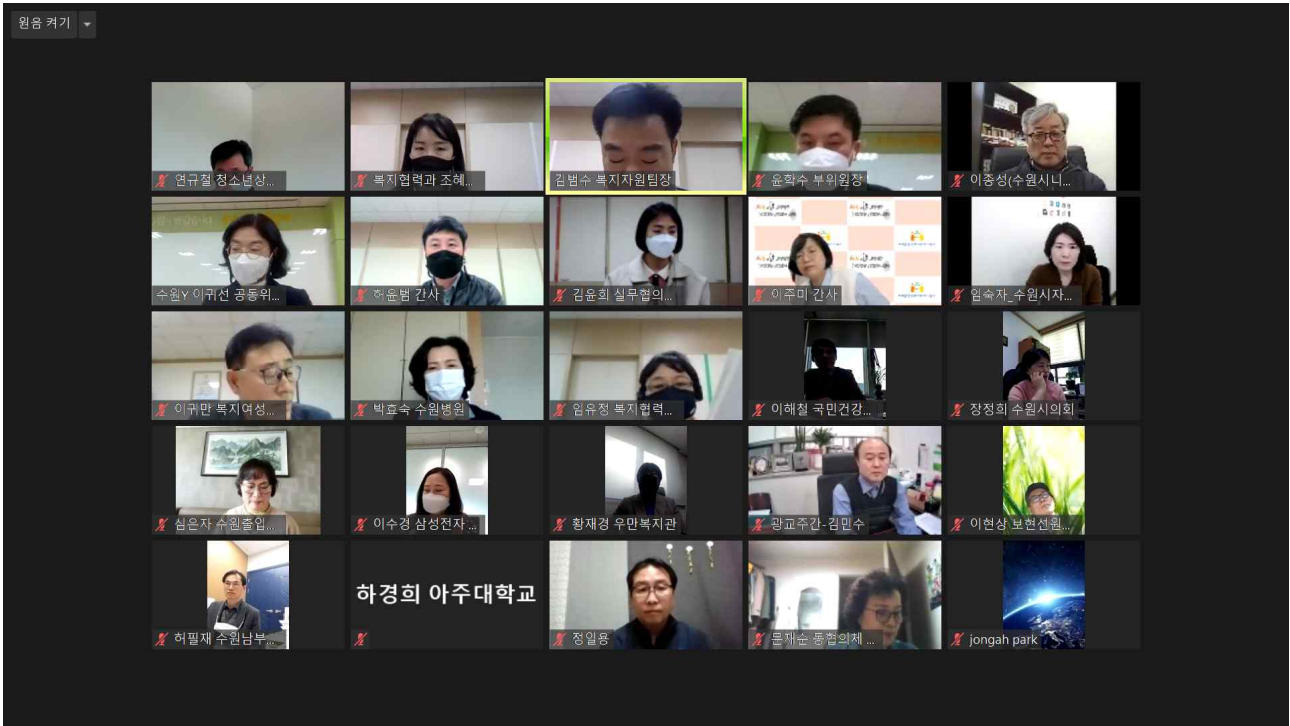 원음 켜기
연규철 청소년상...
복지협력과 조혜...
김범수 복지자원팀장
윤학수 부위원장
이종성(수원시니...
수원Y 이귀선 공동위...
허윤범 간사
김윤희 실무협의...
이주미 간사
임숙자_수원시자...
이귀만 복지여성...
박효숙 수원병원
임유정 복지협력...
이해철 국민건강...
장정희 수원시의회
심은자 수원출입...
이수경 삼성전자 ...
황재경 우만복지관
광교주간-김민수
이현상 보현선원...
허필재 수원남부...
하경희 아주대학교
정일용
문재순 동협의체 ...
jongah park